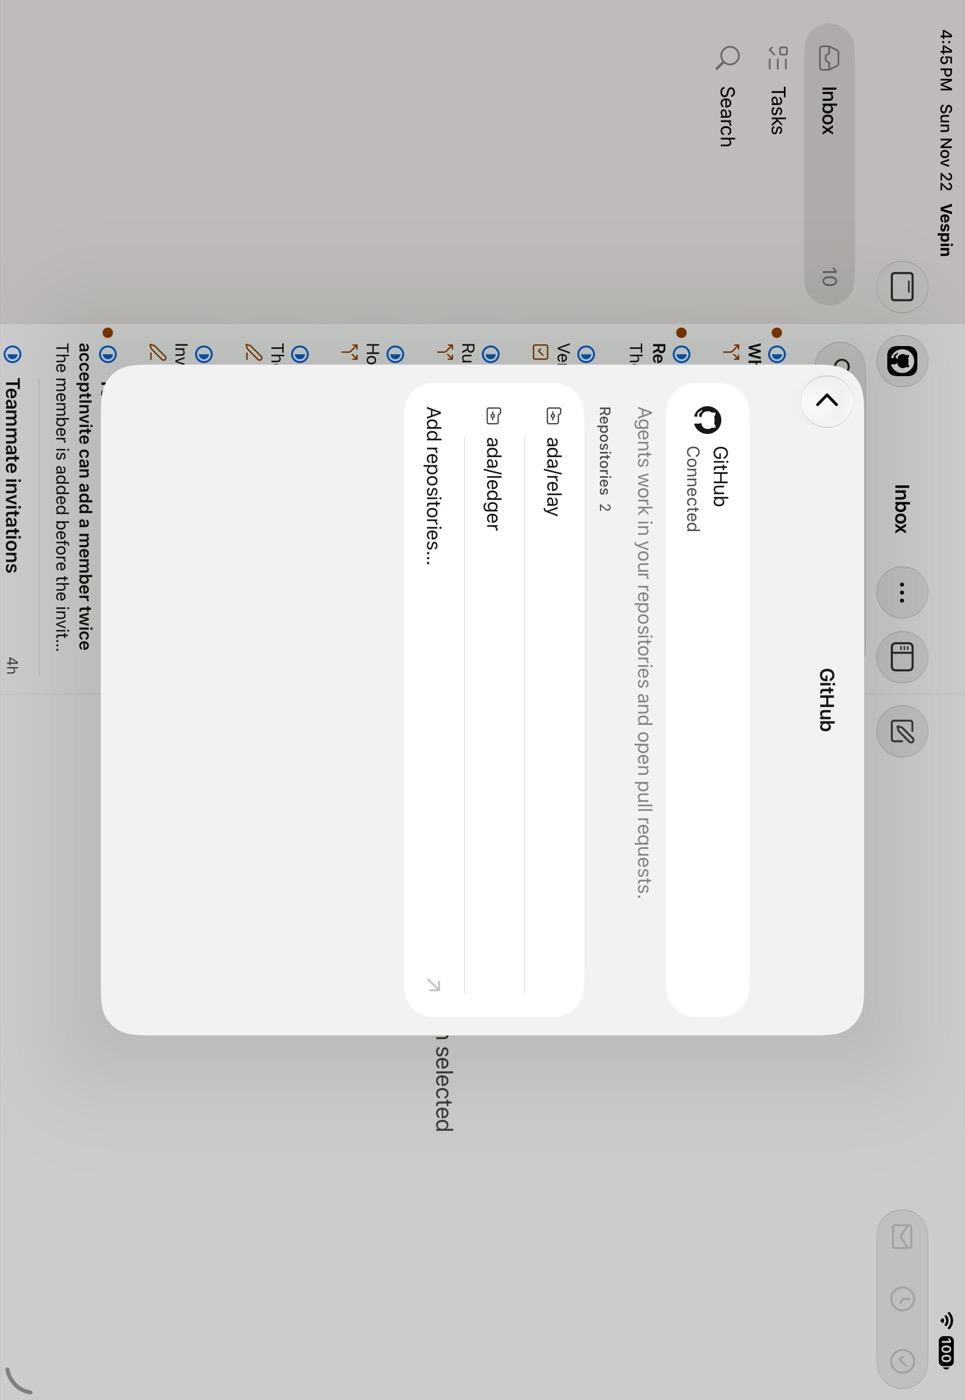 4:45 PM Sun Nov 22 Vespin
100
Inbox
Inbox 10
Tasks
Search
GitHub
GitHub
Connected
Agents work in your repositories and open pull requests.
Repositories 2
ada/relay
ada/ledger
Add repositories...
selected
acceptInvite can add a member twice
The member is added before the invit...
Teammate invitations 4h